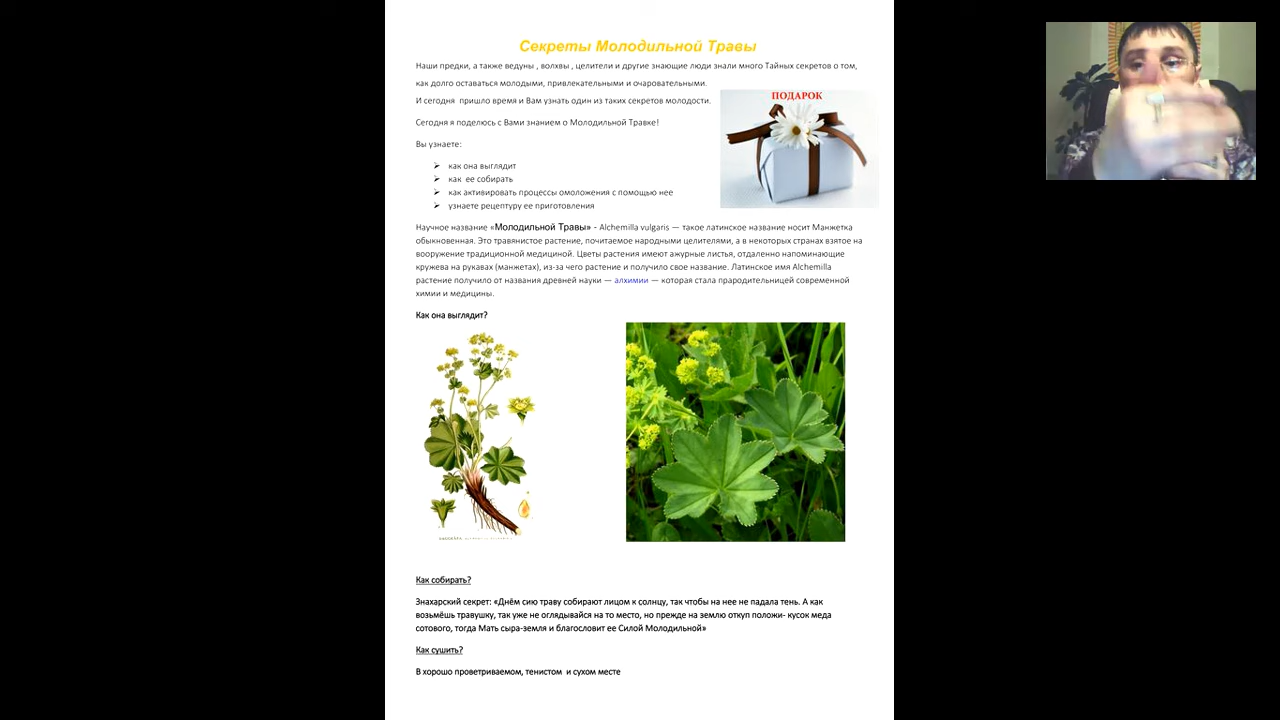 Секреты Молодильной Травы
Наши предки, а также ведуны , волхвы , целители и другие знающие люди знали много Тайных секретов о том,
как долго оставаться молодыми, привлекательными и очаровательными.
И сегодня  пришло время и Вам узнать один из таких секретов молодости.
ПОДАРОК
Сегодня я поделюсь с Вами знанием о Молодильной Травке!
Вы узнаете:
как она выглядит
как  ее собирать
как активировать процессы омоложения с помощью нее
узнаете рецептуру ее приготовления
Научное название «Молодильной Травы» - Alchemilla vulgaris — такое латинское название носит Манжетка
обыкновенная. Это травянистое растение, почитаемое народными целителями, а в некоторых странах взятое на
вооружение традиционной медициной. Цветы растения имеют ажурные листья, отдаленно напоминающие
кружева на рукавах (манжетах), из-за чего растение и получило свое название. Латинское имя Alchemilla
растение получило от названия древней науки — алхимии — которая стала прародительницей современной
химии и медицины.
Как она выглядит?
Как собирать?
Знахарский секрет: «Днём сию траву собирают лицом к солнцу, так чтобы на нее не падала тень. А как
возьмёшь травушку, так уже не оглядывайся на то место, но прежде на землю откуп положи- кусок меда
сотового, тогда Мать сыра-земля и благословит ее Силой Молодильной»
Как сушить?
В хорошо проветриваемом, тенистом  и сухом месте